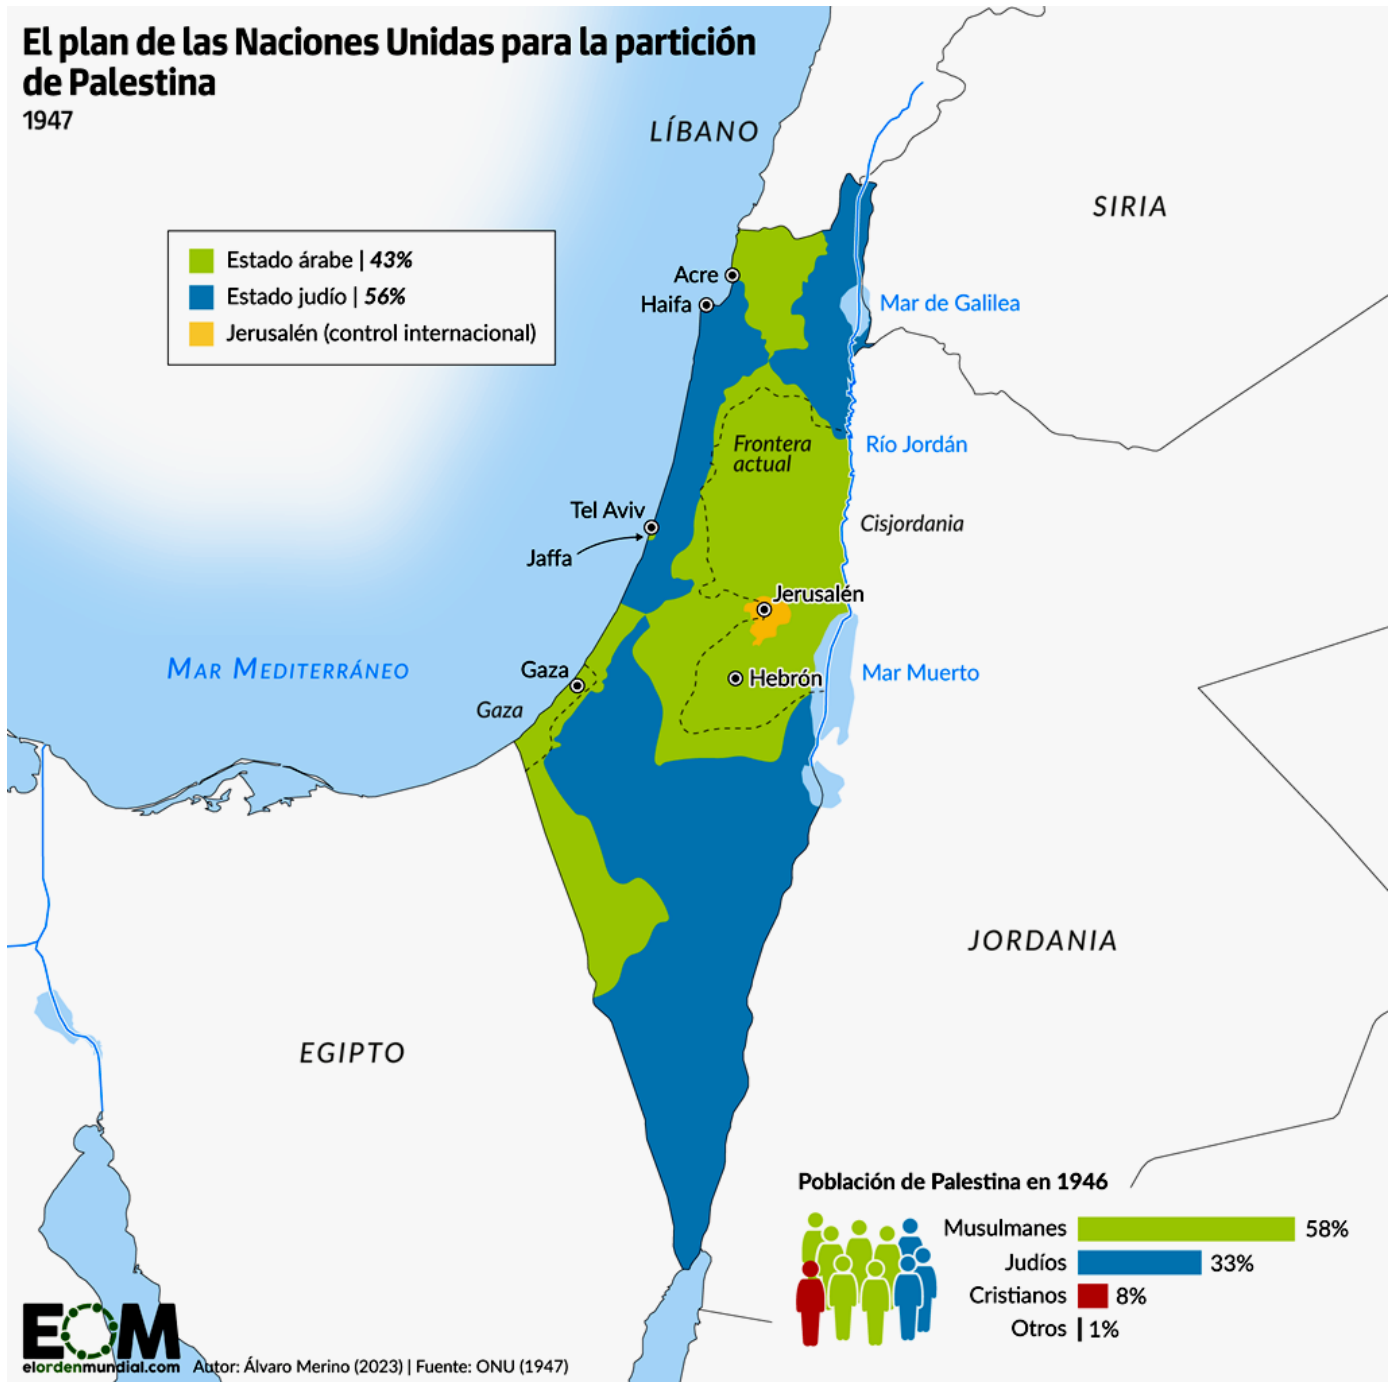 El plan de las Naciones Unidas para la partición
de Palestina
1947
LÍBANO
SIRIA
Estado árabe | 43%
Estado judío | 56%
Jerusalén (control internacional)
Acre
Haifa
Mar de Galilea
Frontera
actual
Río Jordán
Tel Aviv
Cisjordania
Jaffa
Jerusalén
MAR MEDITERRÁNEO
Gaza
Hebrón
Mar Muerto
Gaza
JORDANIA
EGIPTO
Población de Palestina en 1946
Musulmanes 58%
Judíos 33%
Cristianos 8%
Otros 1%
EOM
elordenmundial.com
Autor: Álvaro Merino (2023) | Fuente: ONU (1947)